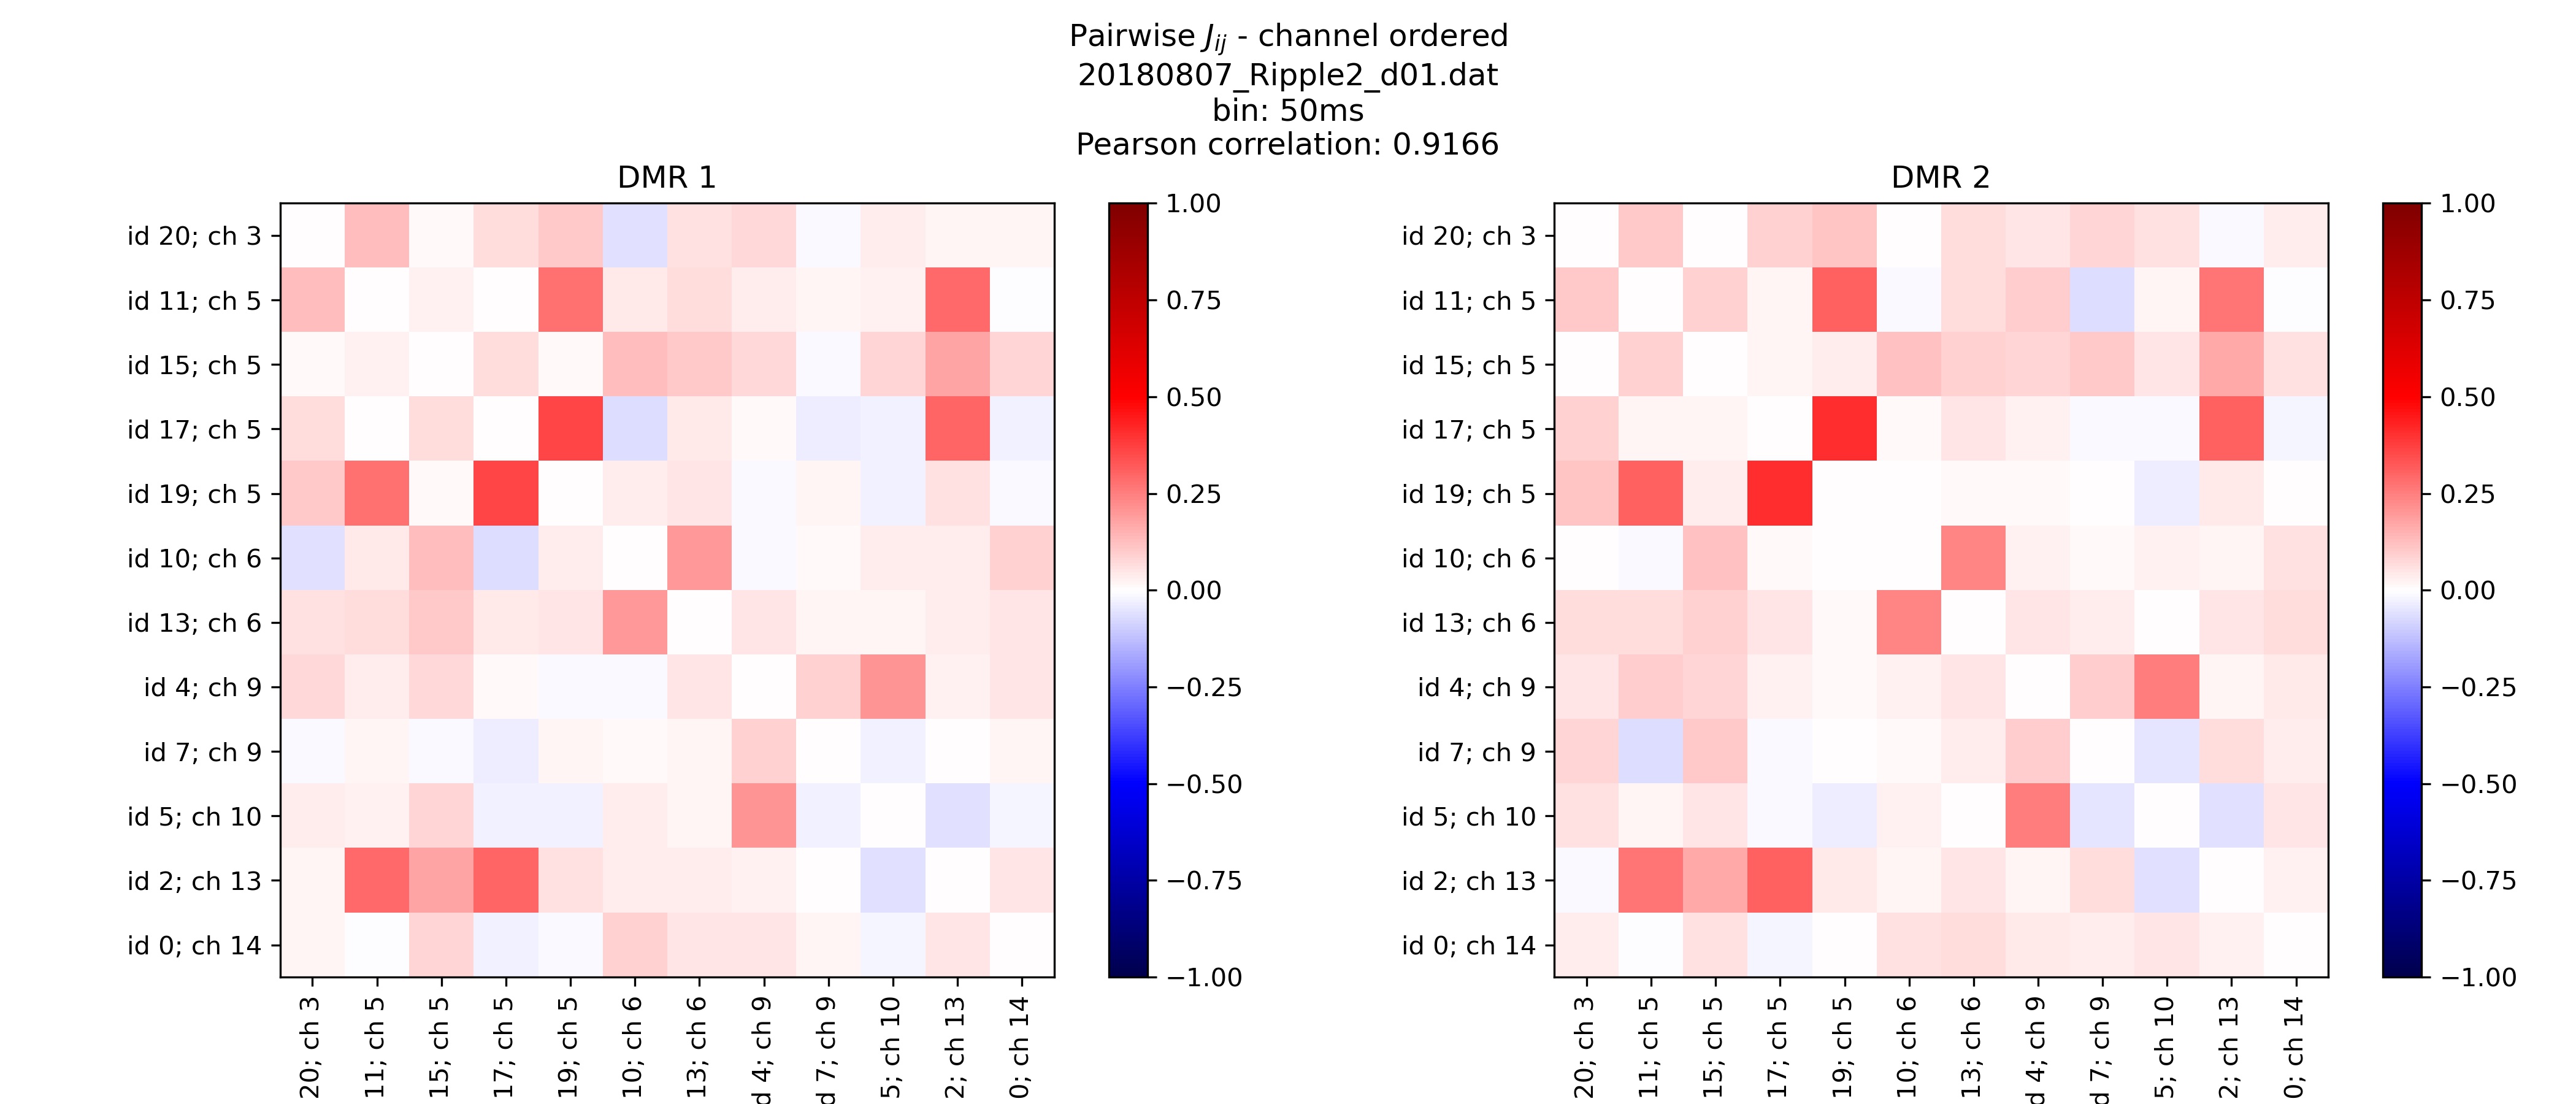 Pairwise J_ij - channel ordered
20180807_Ripple2_d01.dat
bin: 50ms
Pearson correlation: 0.9166
DMR 1
id 20; ch 3
id 11; ch 5
id 15; ch 5
id 17; ch 5
id 19; ch 5
id 10; ch 6
id 13; ch 6
id 4; ch 9
id 7; ch 9
id 5; ch 10
id 2; ch 13
id 0; ch 14
20; ch 3
11; ch 5
15; ch 5
17; ch 5
19; ch 5
10; ch 6
13; ch 6
d 4; ch 9
d 7; ch 9
5; ch 10
2; ch 13
0; ch 14
1.00
0.75
0.50
0.25
0.00
−0.25
−0.50
−0.75
−1.00
DMR 2
id 20; ch 3
id 11; ch 5
id 15; ch 5
id 17; ch 5
id 19; ch 5
id 10; ch 6
id 13; ch 6
id 4; ch 9
id 7; ch 9
id 5; ch 10
id 2; ch 13
id 0; ch 14
20; ch 3
11; ch 5
15; ch 5
17; ch 5
19; ch 5
10; ch 6
13; ch 6
d 4; ch 9
d 7; ch 9
5; ch 10
2; ch 13
0; ch 14
1.00
0.75
0.50
0.25
0.00
−0.25
−0.50
−0.75
−1.00